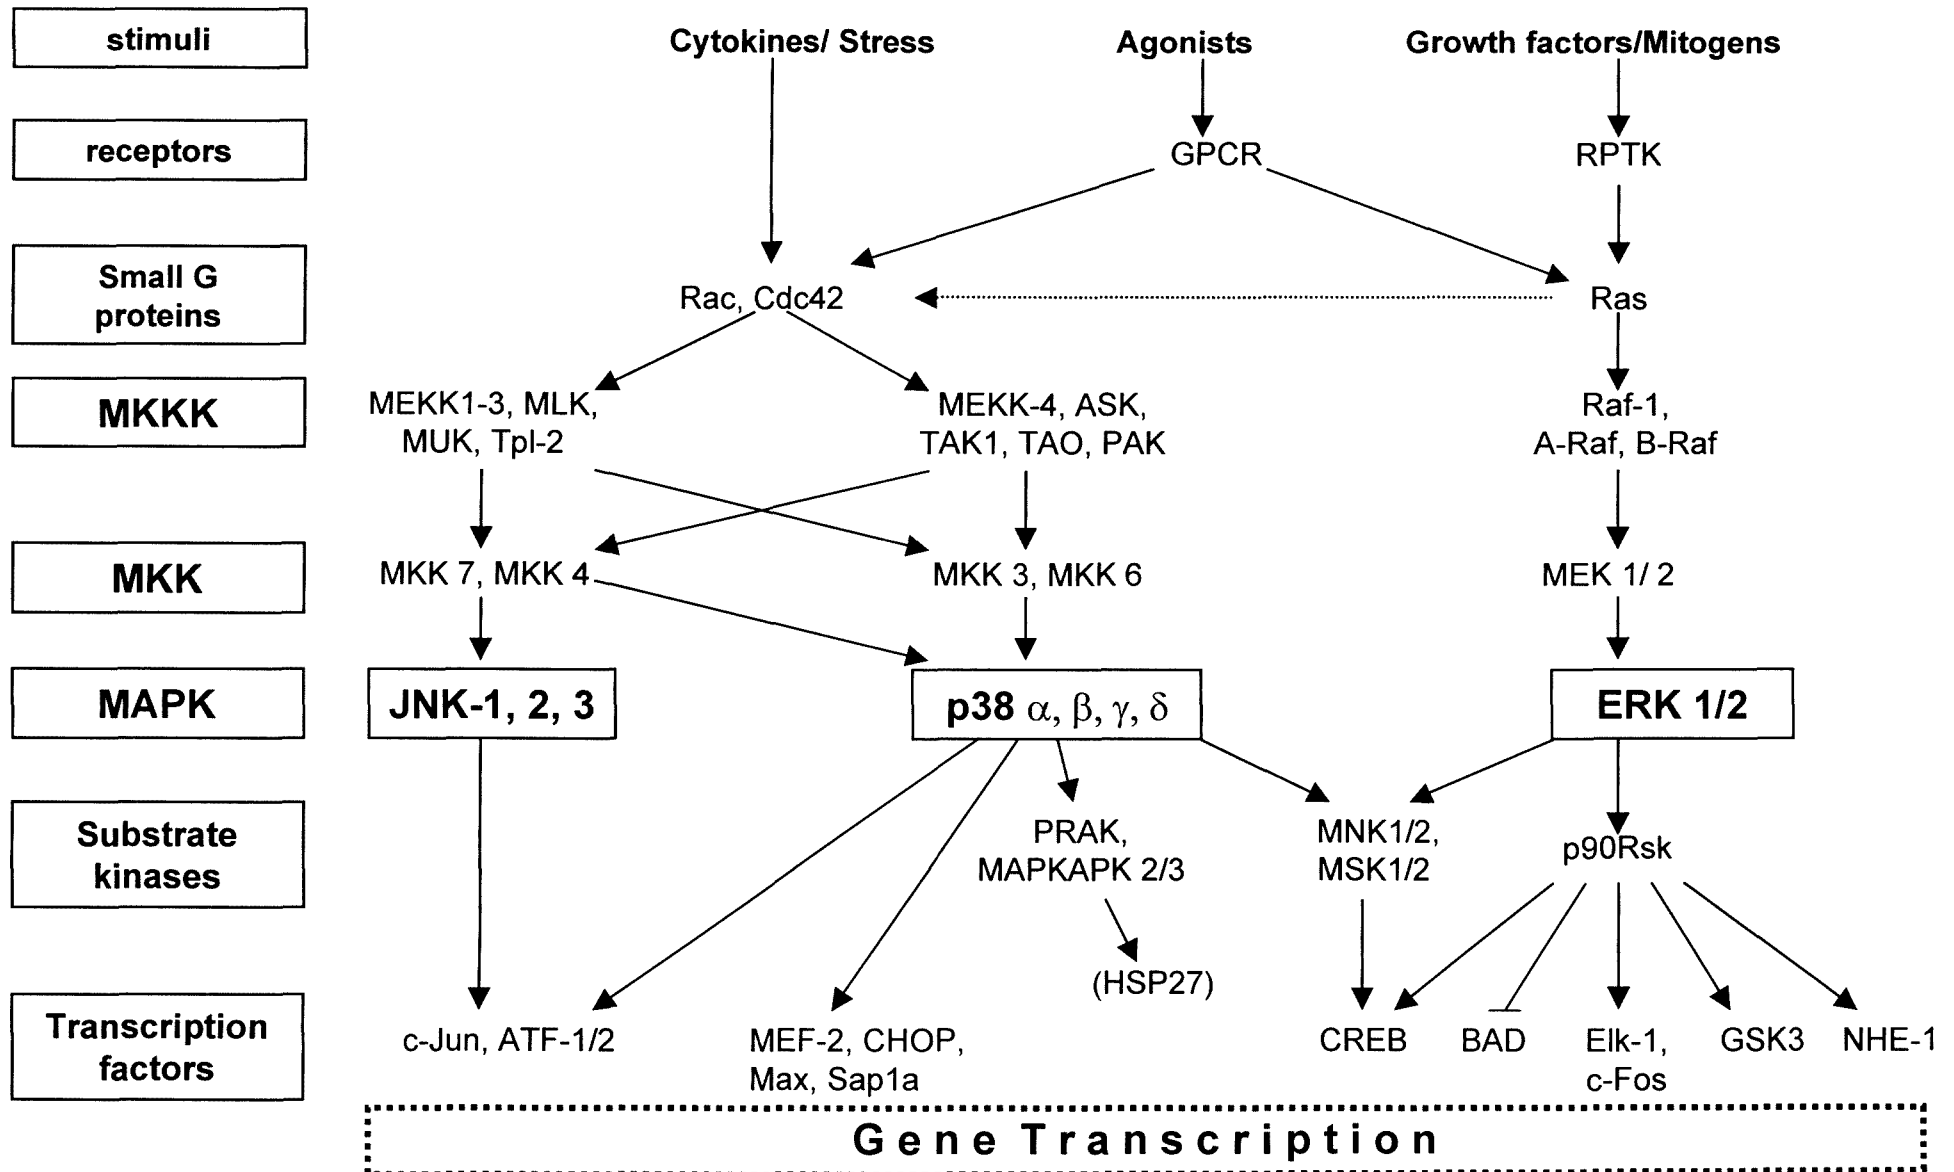 stimuli
Cytokines/ Stress
Agonists
Growth factors/Mitogens
receptors
GPCR
RPTK
Small G
proteins
Rac, Cdc42
Ras
MKKK
MEKK1-3, MLK,
MUK, Tpl-2
MEKK-4, ASK,
TAK1, TAO, PAK
Raf-1,
A-Raf, B-Raf
MKK
MKK 7, MKK 4
MKK 3, MKK 6
MEK 1/ 2
MAPK
JNK-1, 2, 3
p38 α, β, γ, δ
ERK 1/2
Substrate
kinases
PRAK,
MAPKAPK 2/3
MNK1/2,
MSK1/2
p90Rsk
(HSP27)
Transcription
factors
c-Jun, ATF-1/2
MEF-2, CHOP,
Max, Sap1a
CREB
BAD
Elk-1,
c-Fos
GSK3
NHE-1
Gene Transcription